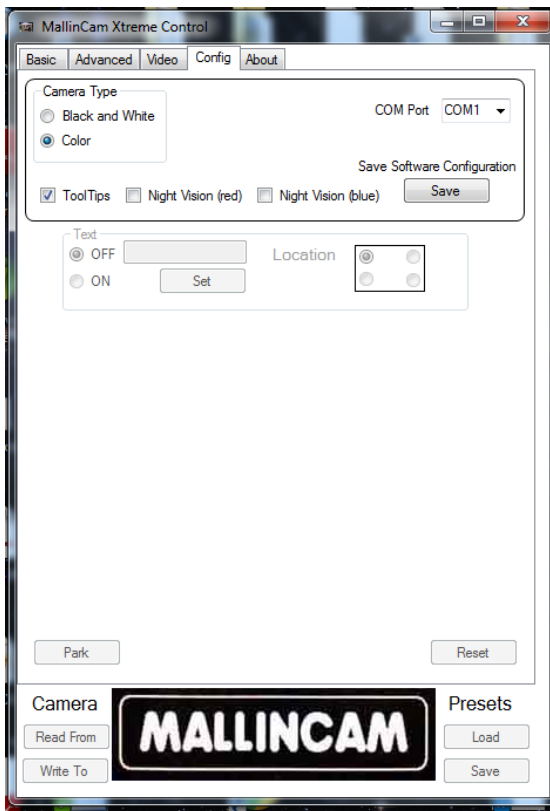 MallinCam Xtreme Control
Basic Advanced Video Config About
Camera Type
Black and White
COM Port COM1
Color
Save Software Configuration
ToolTips Night Vision (red) Night Vision (blue) Save
Text
OFF Location
ON Set
Park Reset
Camera Presets
MALLINCAM
Read From Load
Write To Save